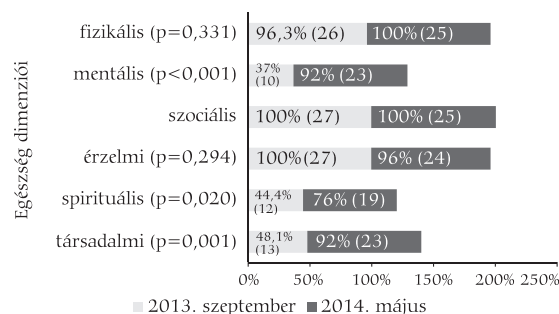 Egészség dimenziói
fizikális (p=0,331) 96,3% (26) 100% (25)
mentális (p<0,001) 37% (10) 92% (23)
szociális 100% (27) 100% (25)
érzelmi (p=0,294) 100%(27) 96% (24)
spirituális (p=0,020) 44,4% (12) 76% (19)
társadalmi (p=0,001) 48,1% (13) 92% (23)
0% 50% 100% 150% 200% 250%
2013. szeptember 2014. május